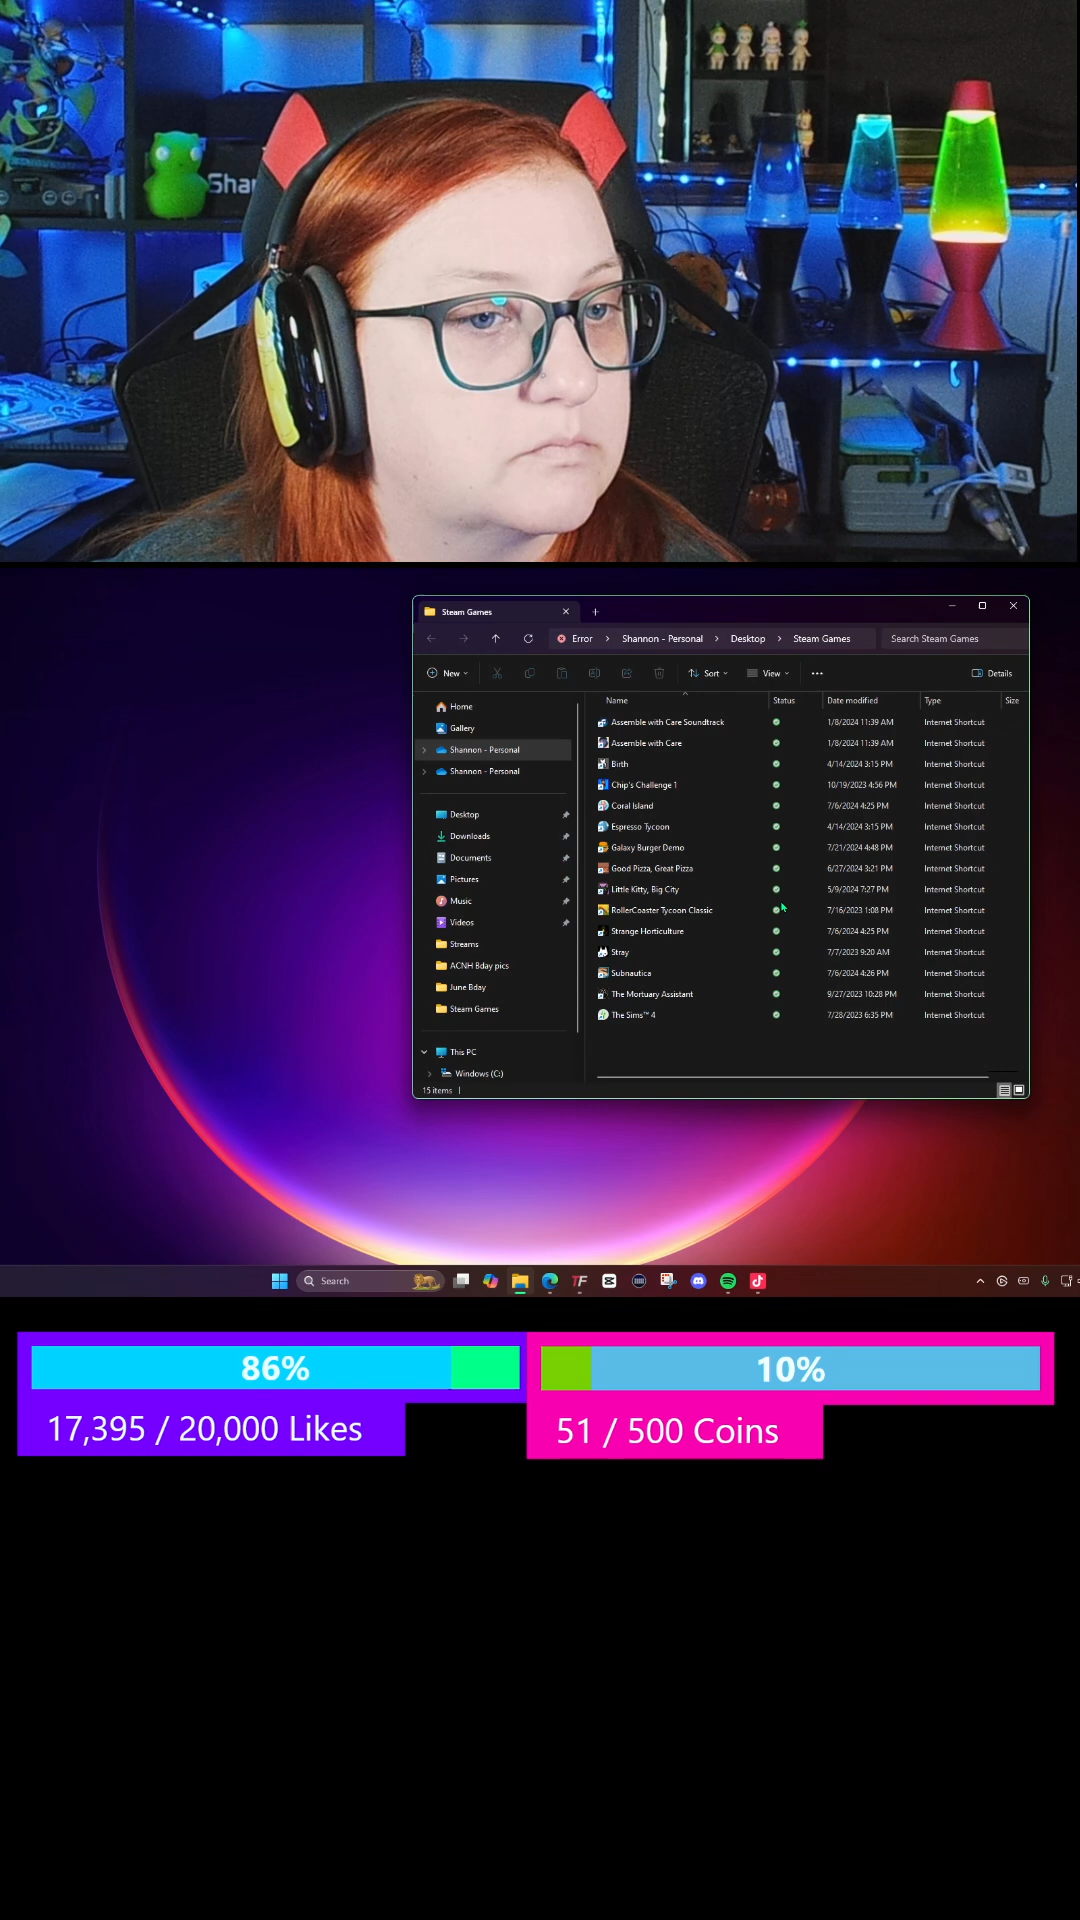 Sha
Steam Games
Error > Shannon - Personal > Desktop > Steam Games Search Steam Games
New Sort View ... Details
Name Status Date modified Type Size
Home
Gallery
Shannon - Personal
Shannon - Personal
Desktop
Downloads
Documents
Pictures
Music
Videos
Streams
ACNH Bday pics
June Bday
Steam Games
This PC
Windows (C:)
Assemble with Care Soundtrack 1/8/2024 11:39 AM Internet Shortcut
Assemble with Care 1/8/2024 11:39 AM Internet Shortcut
Birth 4/14/2024 3:15 PM Internet Shortcut
Chip's Challenge 1 10/19/2023 4:56 PM Internet Shortcut
Coral Island 7/6/2024 4:25 PM Internet Shortcut
Espresso Tycoon 4/14/2024 3:15 PM Internet Shortcut
Galaxy Burger Demo 7/21/2024 4:48 PM Internet Shortcut
Good Pizza, Great Pizza 6/27/2024 3:21 PM Internet Shortcut
Little Kitty, Big City 5/9/2024 7:27 PM Internet Shortcut
RollerCoaster Tycoon Classic 7/16/2023 1:08 PM Internet Shortcut
Strange Horticulture 7/6/2024 4:25 PM Internet Shortcut
Stray 7/7/2023 9:20 AM Internet Shortcut
Subnautica 7/6/2024 4:26 PM Internet Shortcut
The Mortuary Assistant 9/27/2023 10:28 PM Internet Shortcut
The Sims™ 4 7/28/2023 6:35 PM Internet Shortcut
15 items
Search
TF
86%
17,395 / 20,000 Likes
10%
51 / 500 Coins